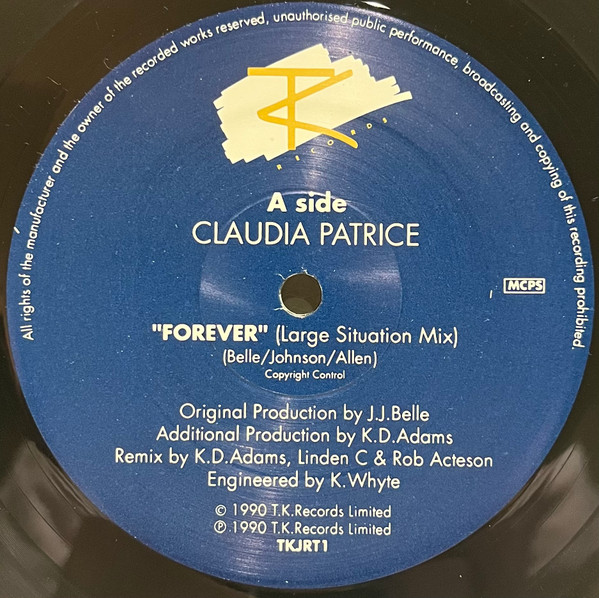 All rights of the manufacturer and the owner of the recorded works reserved, unauthorised public performance, broadcasting and copying of this recording prohibited.
TK
RECORDS
A side
CLAUDIA PATRICE
MCPS
"FOREVER" (Large Situation Mix)
(Belle/Johnson/Allen)
Copyright Control
Original Production by J.J.Belle
Additional Production by K.D.Adams
Remix by K.D.Adams, Linden C & Rob Acteson
Engineered by K.Whyte
© 1990 T.K.Records Limited
℗ 1990 T.K.Records Limited
TKJRT1